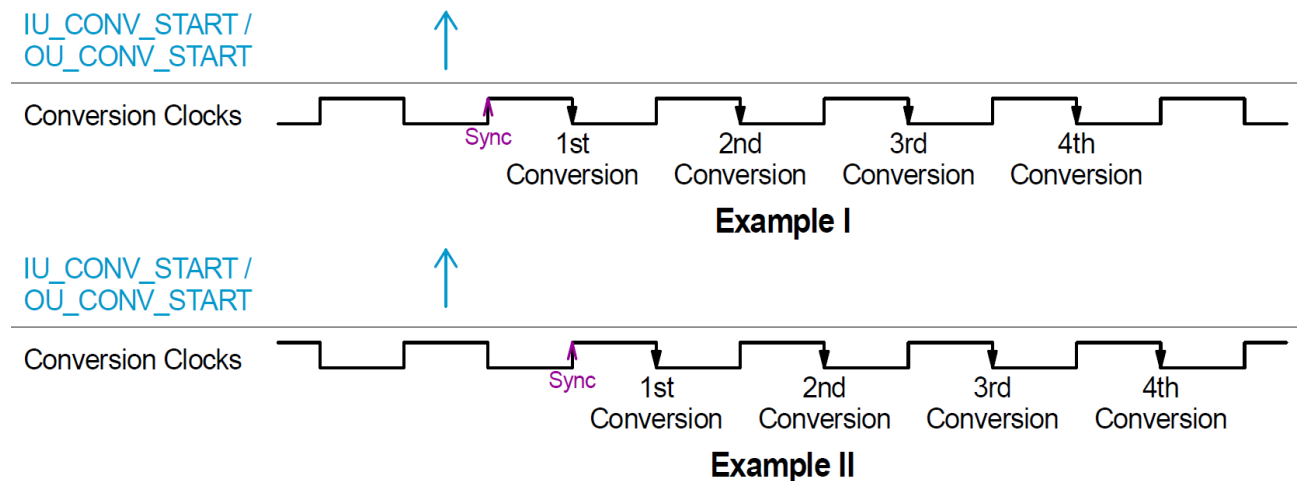 IU_CONV_START /
OU_CONV_START
Conversion Clocks
Sync
1st
Conversion
2nd
Conversion
3rd
Conversion
4th
Conversion
Example I
IU_CONV_START /
OU_CONV_START
Conversion Clocks
Sync
1st
Conversion
2nd
Conversion
3rd
Conversion
4th
Conversion
Example II